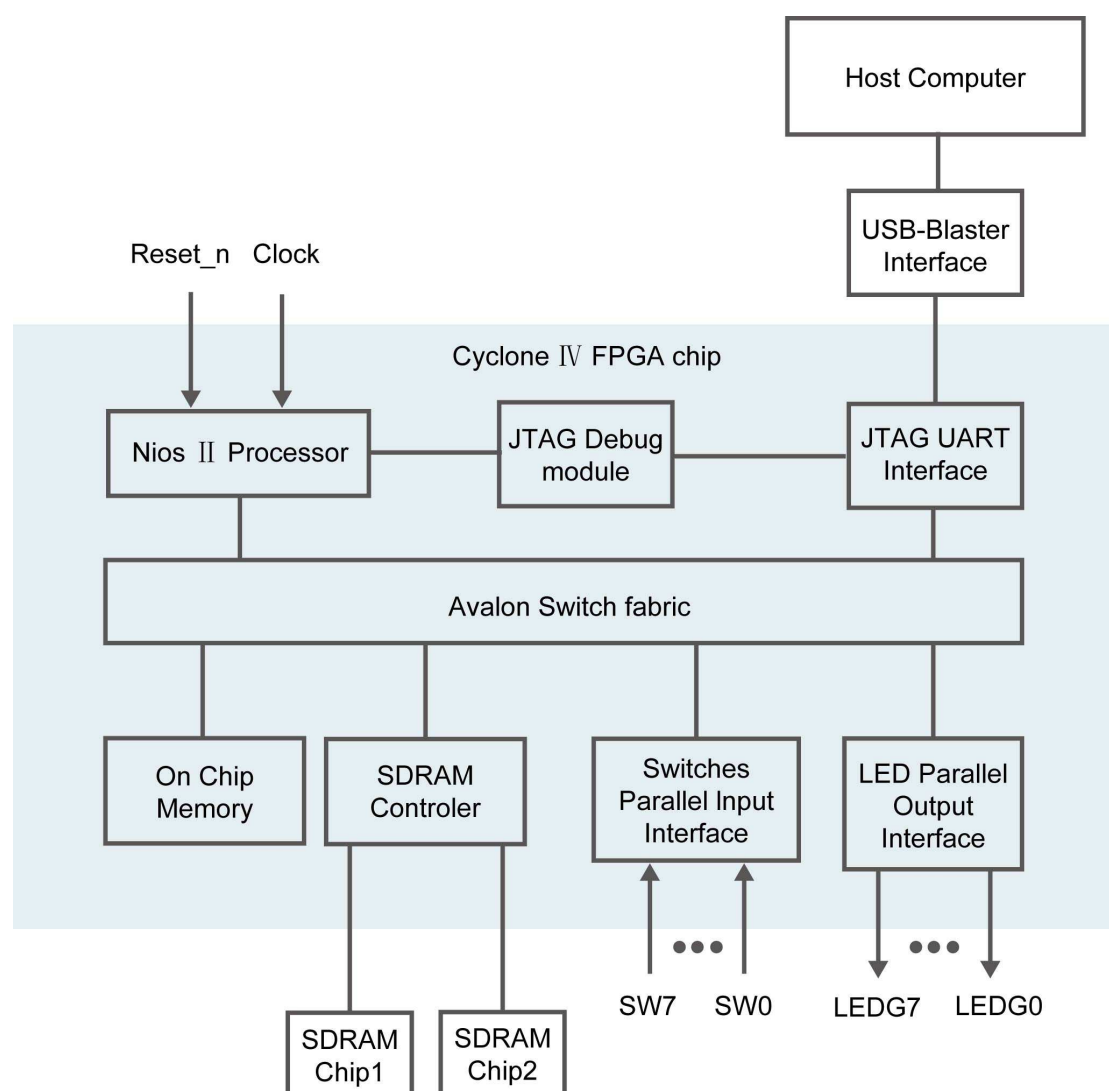 Host Computer
USB-Blaster
Interface
Reset_n Clock
Cyclone Ⅳ FPGA chip
Nios Ⅱ Processor
JTAG Debug
module
JTAG UART
Interface
Avalon Switch fabric
On Chip
Memory
SDRAM
Controler
Switches
Parallel Input
Interface
LED Parallel
Output
Interface
SW7 SW0
LEDG7 LEDG0
SDRAM
Chip1
SDRAM
Chip2